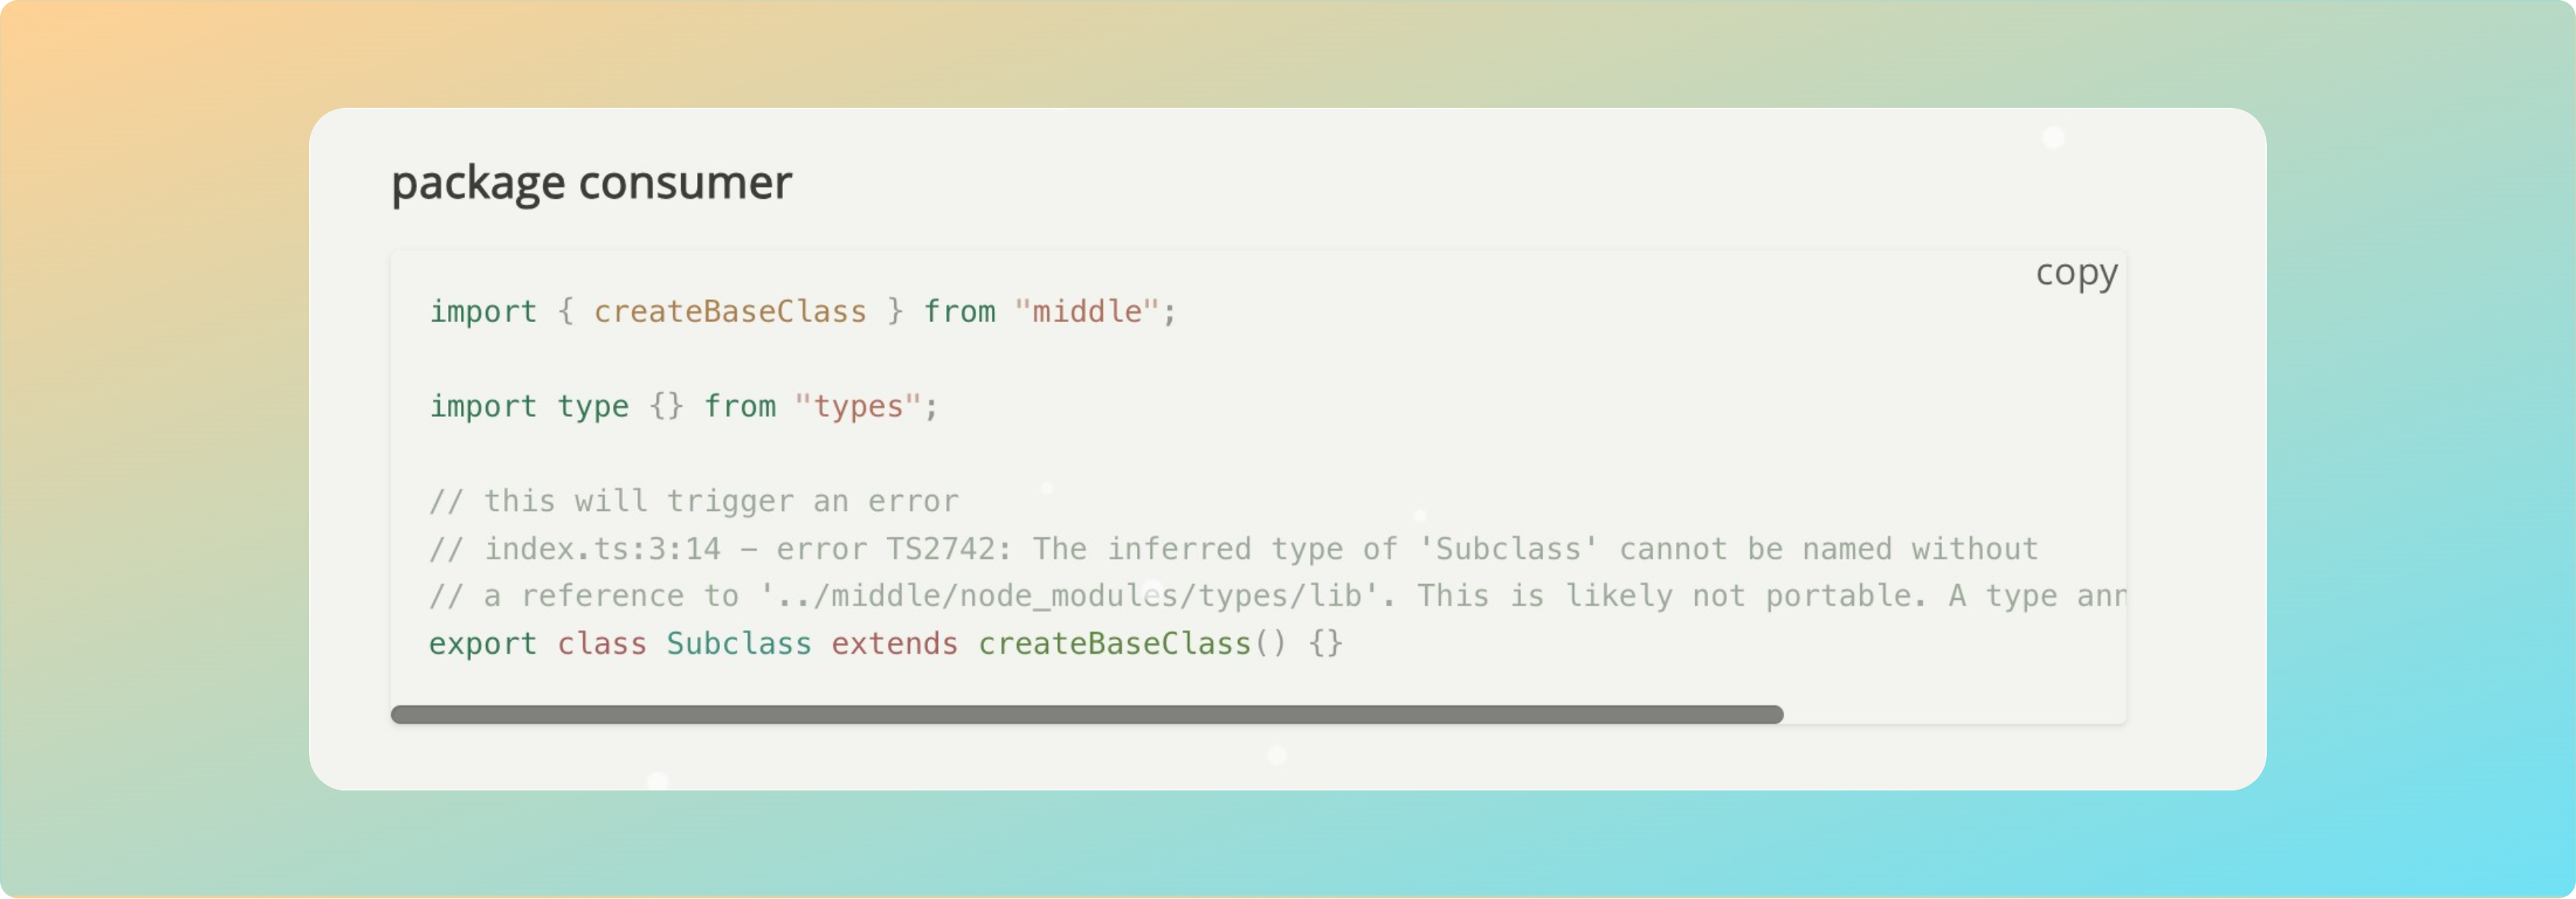 package consumer
copy
import { createBaseClass } from "middle";
import type {} from "types";
// this will trigger an error
// index.ts:3:14 - error TS2742: The inferred type of 'Subclass' cannot be named without
// a reference to '../middle/node_modules/types/lib'. This is likely not portable. A type ann
export class Subclass extends createBaseClass() {}